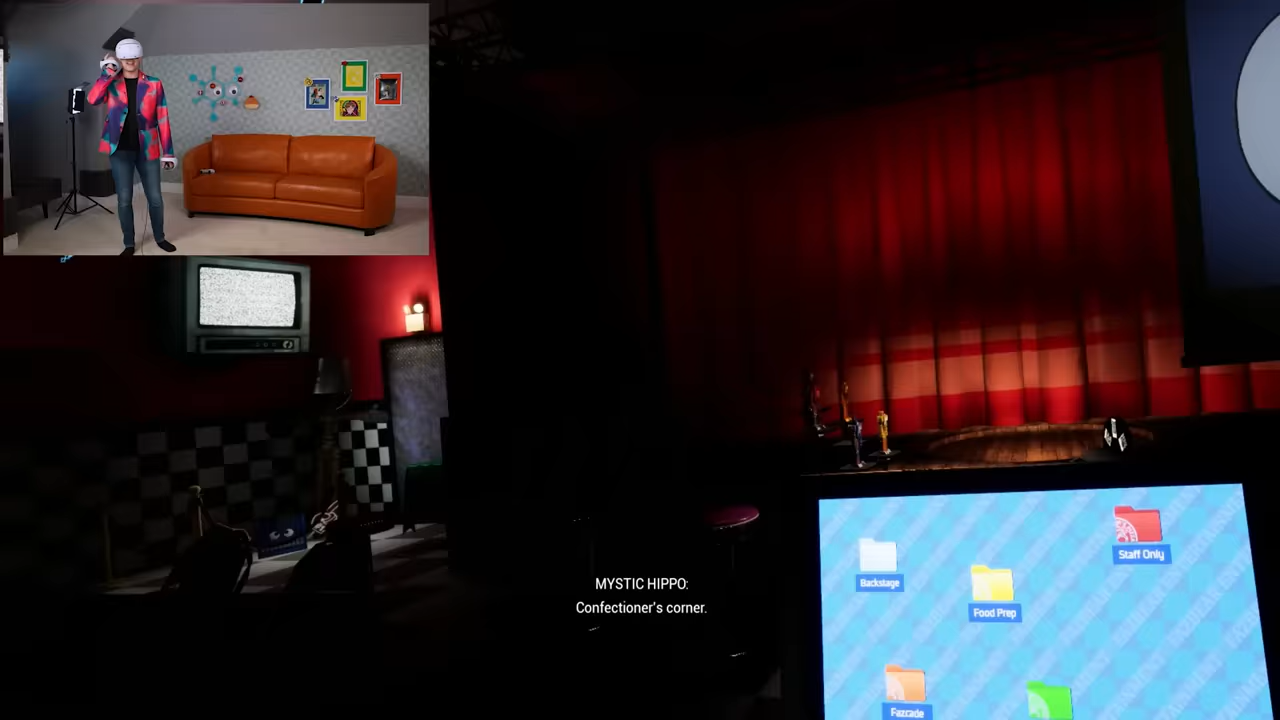 MYSTIC HIPPO:
Confectioner's corner.
Staff Only
Backstage
Food Prep
Fazcade